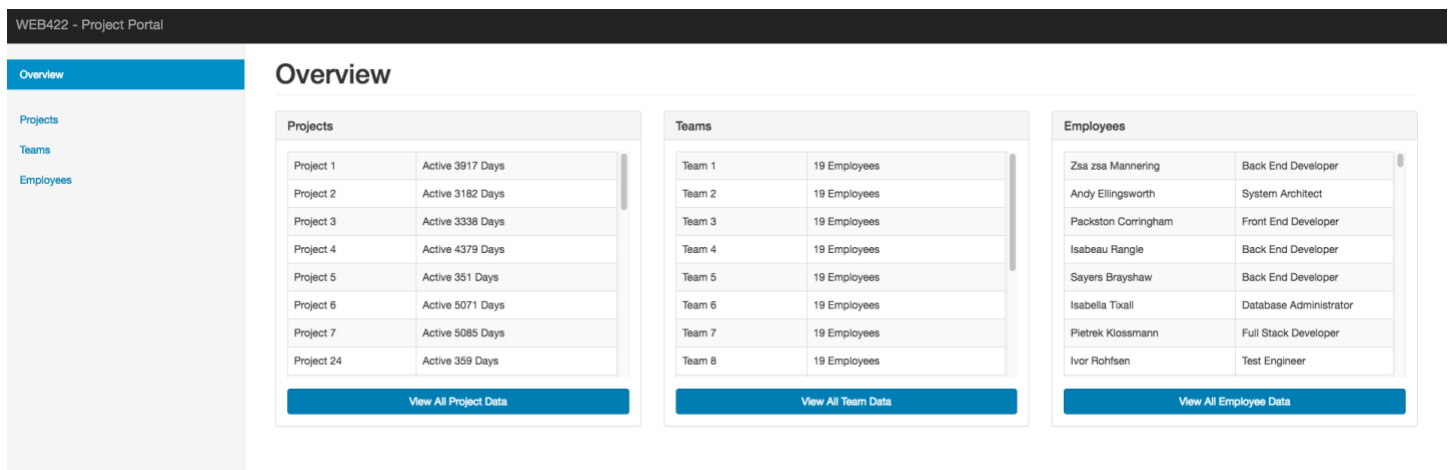 WEB422 - Project Portal
Overview
Projects
Teams
Employees
Overview
Projects
Project 1 Active 3917 Days
Project 2 Active 3182 Days
Project 3 Active 3338 Days
Project 4 Active 4379 Days
Project 5 Active 351 Days
Project 6 Active 5071 Days
Project 7 Active 5085 Days
Project 24 Active 359 Days
View All Project Data
Teams
Team 1 19 Employees
Team 2 19 Employees
Team 3 19 Employees
Team 4 19 Employees
Team 5 19 Employees
Team 6 19 Employees
Team 7 19 Employees
Team 8 19 Employees
View All Team Data
Employees
Zsa zsa Mannering Back End Developer
Andy Ellingsworth System Architect
Packston Corringham Front End Developer
Isabeau Rangle Back End Developer
Sayers Brayshaw Back End Developer
Isabella Tixall Database Administrator
Pietrek Klossmann Full Stack Developer
Ivor Rohfsen Test Engineer
View All Employee Data